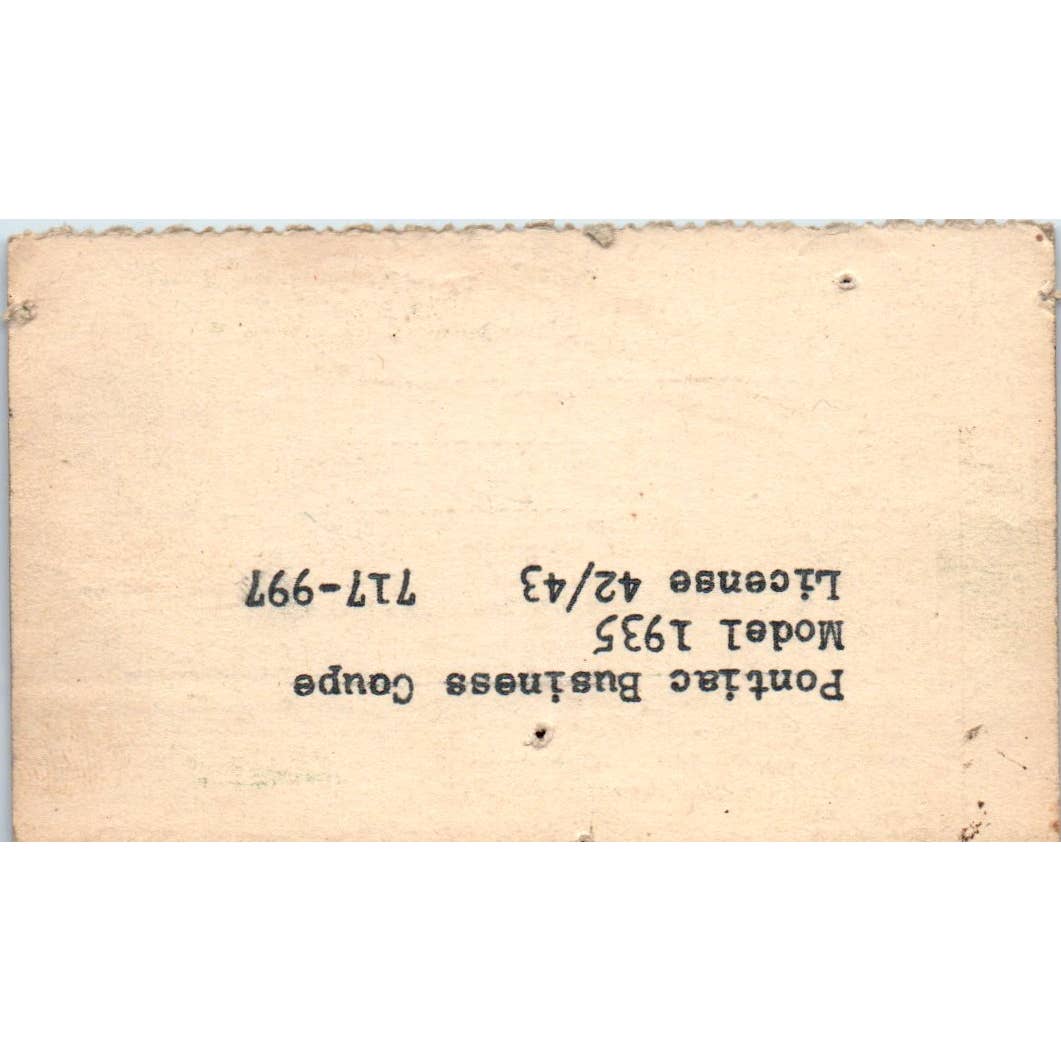 Pontiac Business Coupe
Model 1935
License 42/43 717-997